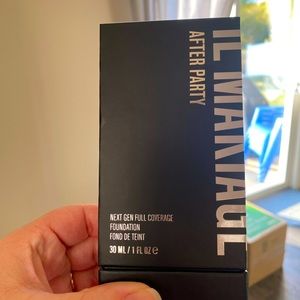 IL MAKIAGE
AFTER PARTY
NEXT GEN FULL COVERAGE
FOUNDATION
FOND DE TEINT
30 ML / 1 FL OZ ℮